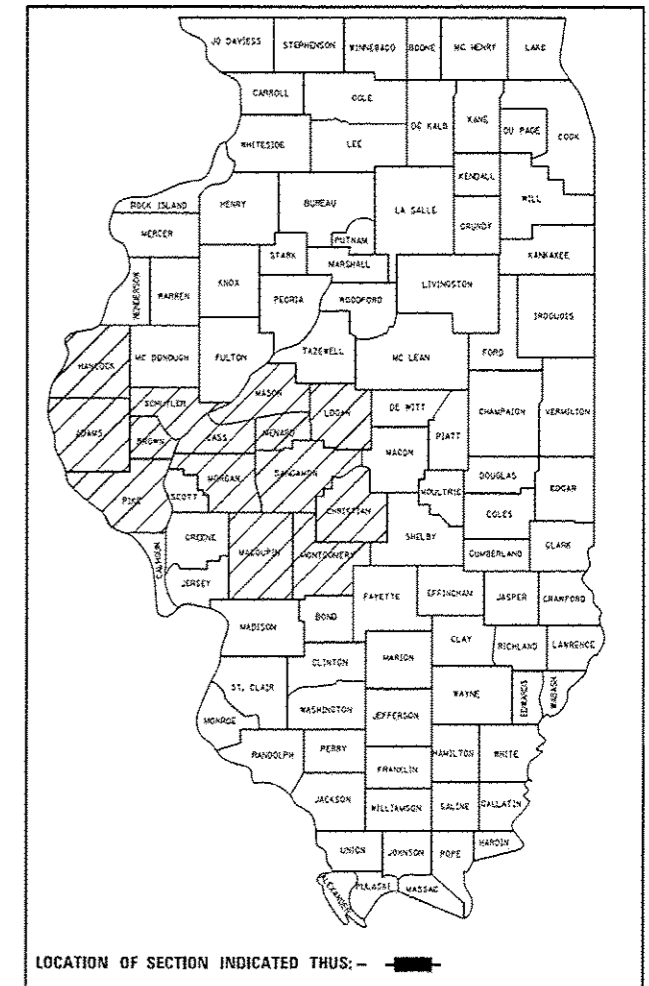 JO DAVIESS STEPHENSON WINNEBAGO BOONE MC HENRY LAKE
CARROLL OGLE
DE KALB KANE DU PAGE COOK
WHITESIDE LEE
KENDALL
ROCK ISLAND HENRY BUREAU LA SALLE GRUNDY WILL
MERCER PUTNAM
STARK MARSHALL KANKAKEE
HENDERSON WARREN KNOX PEORIA WOODFORD LIVINGSTON
IROQUOIS
HANCOCK MC DONOUGH FULTON TAZEWELL MC LEAN FORD
MASON
SCHUYLER LOGAN DE WITT CHAMPAIGN VERMILION
ADAMS BROWN CASS MENARD PIATT
MACON
PIKE SCOTT MORGAN SANGAMON MOULTRIE DOUGLAS EDGAR
CHRISTIAN COLES
CALHOUN GREENE MACOUPIN MONTGOMERY SHELBY CUMBERLAND CLARK
JERSEY
FAYETTE EFFINGHAM JASPER CRAWFORD
MADISON BOND
CLAY RICHLAND LAWRENCE
CLINTON MARION
ST. CLAIR WAYNE EDWARDS WABASH
WASHINGTON JEFFERSON
MONROE
RANDOLPH PERRY HAMILTON WHITE
FRANKLIN
JACKSON WILLIAMSON SALINE GALLATIN
UNION JOHNSON POPE HARDIN
ALEXANDER PULASKI MASSAC
LOCATION OF SECTION INDICATED THUS: –